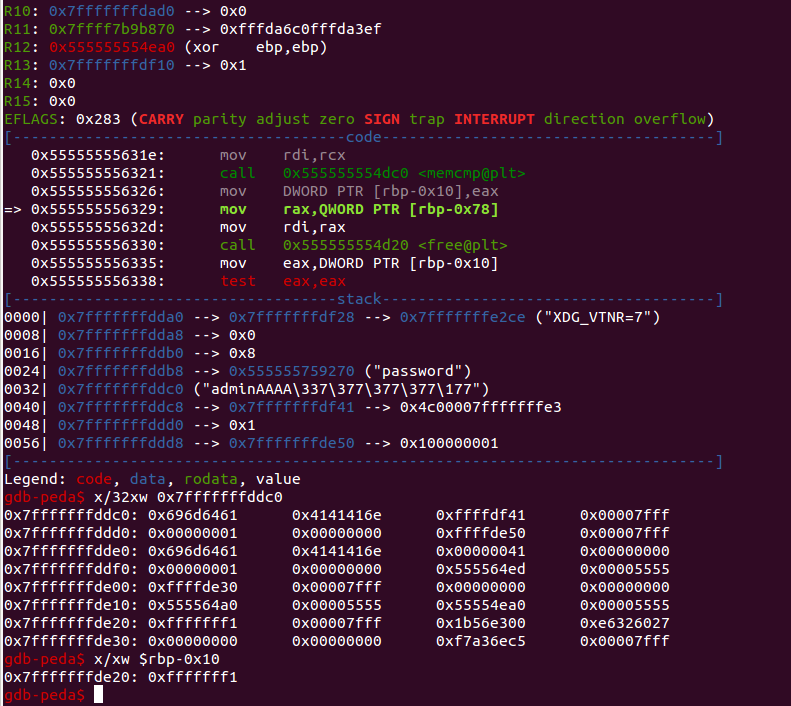 R10: 0x7fffffffdad0 --> 0x0
R11: 0x7ffff7b9b870 --> 0xfffda6c0fffda3ef
R12: 0x555555554ea0 (xor    ebp,ebp)
R13: 0x7fffffffdf10 --> 0x1
R14: 0x0
R15: 0x0
EFLAGS: 0x283 (CARRY parity adjust zero SIGN trap INTERRUPT direction overflow)
[-------------------------------------code-------------------------------------]
   0x55555555631e:	mov    rdi,rcx
   0x555555556321:	call   0x555555554dc0 <memcmp@plt>
   0x555555556326:	mov    DWORD PTR [rbp-0x10],eax
=> 0x555555556329:	mov    rax,QWORD PTR [rbp-0x78]
   0x55555555632d:	mov    rdi,rax
   0x555555556330:	call   0x555555554d20 <free@plt>
   0x555555556335:	mov    eax,DWORD PTR [rbp-0x10]
   0x555555556338:	test   eax,eax
[------------------------------------stack-------------------------------------]
0000| 0x7fffffffdda0 --> 0x7fffffffdf28 --> 0x7fffffffe2ce ("XDG_VTNR=7")
0008| 0x7fffffffdda8 --> 0x0
0016| 0x7fffffffddb0 --> 0x8
0024| 0x7fffffffddb8 --> 0x555555759270 ("password")
0032| 0x7fffffffddc0 ("adminAAAA\337\377\377\377\177")
0040| 0x7fffffffddc8 --> 0x7fffffffdf41 --> 0x4c00007fffffffe3
0048| 0x7fffffffddd0 --> 0x1
0056| 0x7fffffffddd8 --> 0x7fffffffde50 --> 0x100000001
[------------------------------------------------------------------------------]
Legend: code, data, rodata, value
gdb-peda$ x/32xw 0x7fffffffddc0
0x7fffffffddc0:	0x696d6461	0x4141416e	0xffffdf41	0x00007fff
0x7fffffffddd0:	0x00000001	0x00000000	0xffffde50	0x00007fff
0x7fffffffdde0:	0x696d6461	0x4141416e	0x00000041	0x00000000
0x7fffffffddf0:	0x00000001	0x00000000	0x555564ed	0x00005555
0x7fffffffde00:	0xffffde30	0x00007fff	0x00000000	0x00000000
0x7fffffffde10:	0x555564a0	0x00005555	0x55554ea0	0x00005555
0x7fffffffde20:	0xfffffff1	0x00007fff	0x1b56e300	0xe6326027
0x7fffffffde30:	0x00000000	0x00000000	0xf7a36ec5	0x00007fff
gdb-peda$ x/xw $rbp-0x10
0x7fffffffde20:	0xfffffff1
gdb-peda$